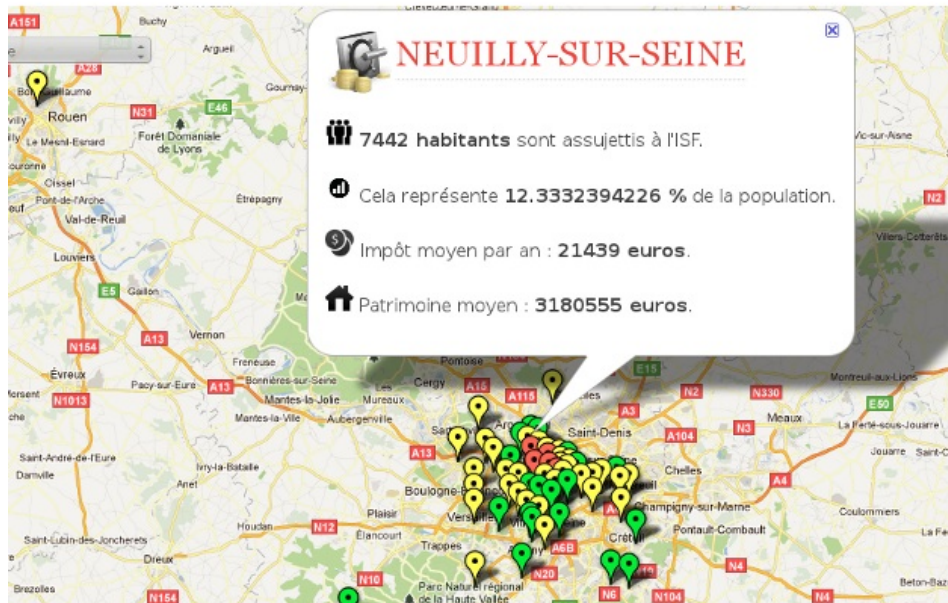 NEUILLY-SUR-SEINE
7442 habitants sont assujettis à l'ISF.
Cela représente 12.3332394226 % de la population.
Impôt moyen par an : 21439 euros.
Patrimoine moyen : 3180555 euros.
A151
Buchy
Argueil
e
A28
Gournay-
Rouen
N31
E46
Forêt Domaniale
de Lyons
Le Mesnil-Esnard
Vic-sur-Aisne
Oissel
Pont-de-l'Arche
Étrépagny
N2
Val-de-Reuil
Villers-Cotterêts
Louviers
E5
Gaillon
N154
A13
Vernon
Pontoise
E15
Freneuse
Évreux
Pacy-sur-Eure
A13
Bonnières-sur-Seine
Les
Mureaux
Cergy
A15
Montreuil-aux-Lions
N1013
Mantes-la-Jolie
A115
N2
N330
E50
Mantes-la-Ville
Aubergenville
A3
Meaux
La Ferté-sous-Jouarre
Saint-Denis
A104
N3
A13
Saint-André-de-l'Eure
Ivry-la-Bataille
Chelles
Jouarre
Damville
Anet
A4
Boulogne-B
Champigny-sur-Marne
Plaisir
Coulommiers
Houdan
N12
Élancourt
Pontault-Combault
Saint-Lubin-des-Joncherets
Trappes
A6B
Créteil
Dreux
N20
N4
N10
Parc Naturel régional
de la Haute Vallée
Beton-Baz
Brezolles
N154
N6
N104
N4